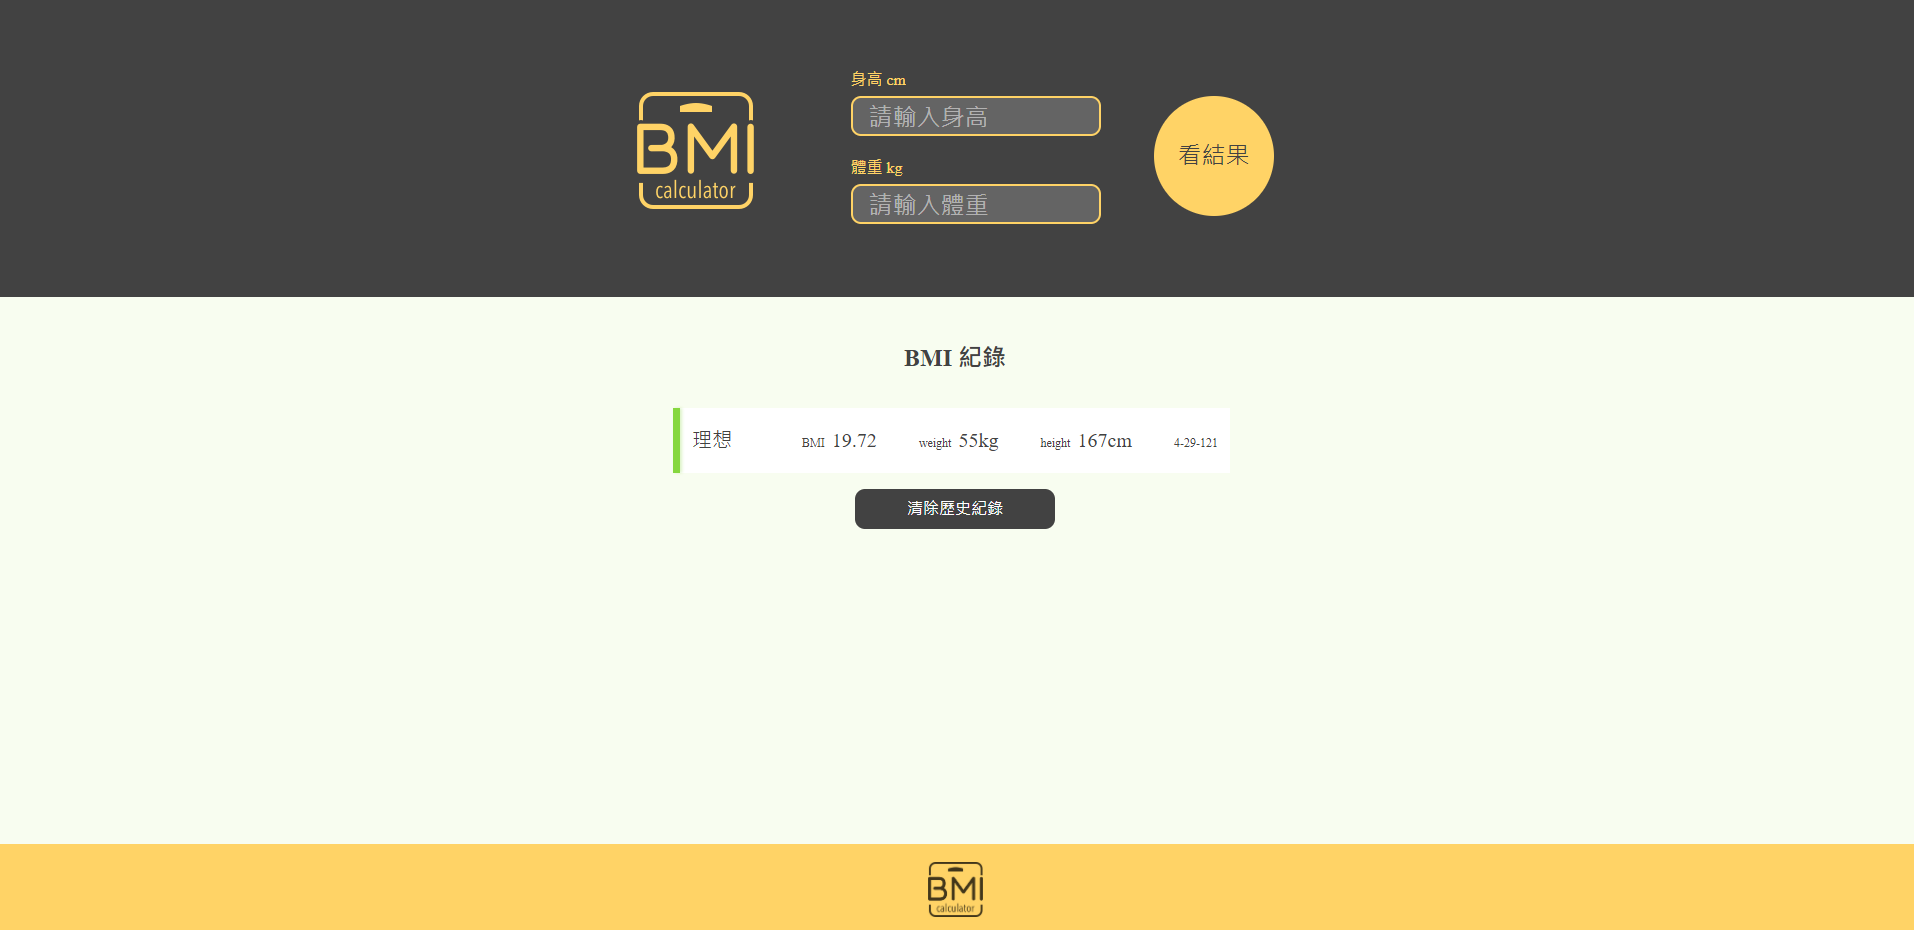 BMI
calculator
身高 cm
請輸入身高
體重 kg
請輸入體重
看結果
BMI 紀錄
理想 BMI 19.72 weight 55kg height 167cm 4-29-121
清除歷史紀錄
BMI
calculator